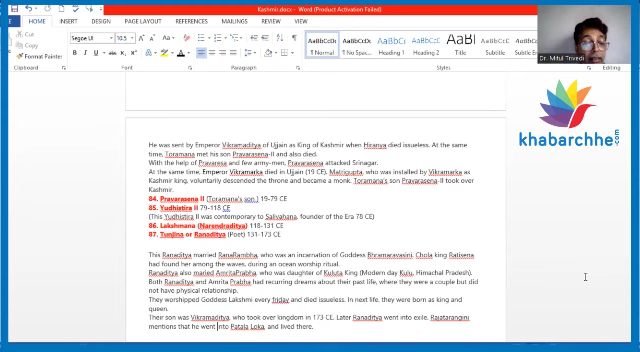 Kashmir.docx - Word (Product Activation Failed)
HOME INSERT DESIGN PAGE LAYOUT REFERENCES MAILINGS REVIEW VIEW
Cut
Copy
Format Painter
Segoe UI 10.5
AaBbCcDc AaBbCcDc AaBbCc AaBbCcD AaBl AaBbCcD AaBbCcDc
¶ Normal ¶ No Spac... Heading 1 Heading 2 Title Subtitle Subtle
Clipboard Font Paragraph Styles Editing
Dr. Mitul Trivedi
khabarchhe.com
He was sent by Emperor Vikramaditya of Ujjain as King of Kashmir when Hiranya died issueless. At the same
time, Toramana met his son Pravarasena-II and also died.
With the help of Pravaresa and few army-men, Pravarasena attacked Srinagar.
At the same time, Emperor Vikramarka died in Ujjain (19 CE). Matrigupta, who was installed by Vikramarka as
Kashmir king, voluntarily descended the throne and became a monk. Toramana's son Pravarasena-II took over
Kashmir.
84. Pravarasena II (Toramana's son ) 19-79 CE
85. Yudhistira II 79-118 CE
(This Yudhistira II was contemporary to Salivahana, founder of the Era 78 CE)
86. Lakshmana (Narendraditya) 118-131 CE
87. Tunjina or Ranaditya (Poet) 131-173 CE
This Ranaditya married RanaRambha, who was an incarnation of Goddess Bhramaravasini. Chola king Ratisena
had found her among the waves, during an ocean worship ritual.
Ranaditya also maried AmritaPrabha, who was daughter of Kuluta King (Modern day Kulu, Himachal Pradesh).
Both Ranaditya and Amrita Prabha had recurring dreams about their past life, where they were a couple but did
not have physical relationship.
They worshipped Goddess Lakshmi every friday and died issueless. In next life, they were born as king and
queen.
Their son was Vikramaditya, who took over kingdom in 173 CE. Later Ranaditya went into exile. Rajatarangini
mentions that he went into Patala Loka, and lived there.